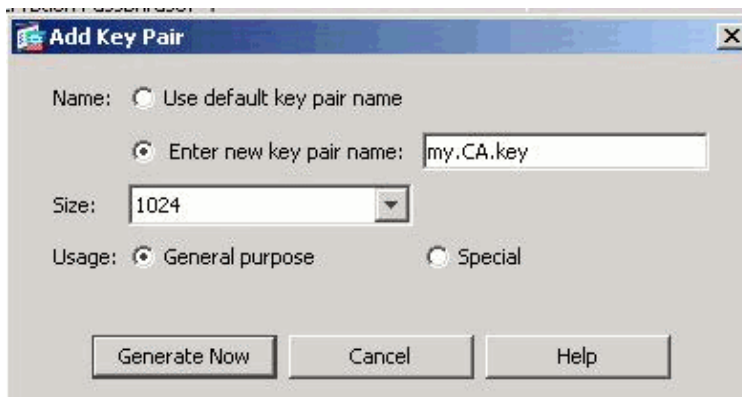 Add Key Pair
Name: Use default key pair name
Enter new key pair name: my.CA.key
Size: 1024
Usage: General purpose Special
Generate Now Cancel Help